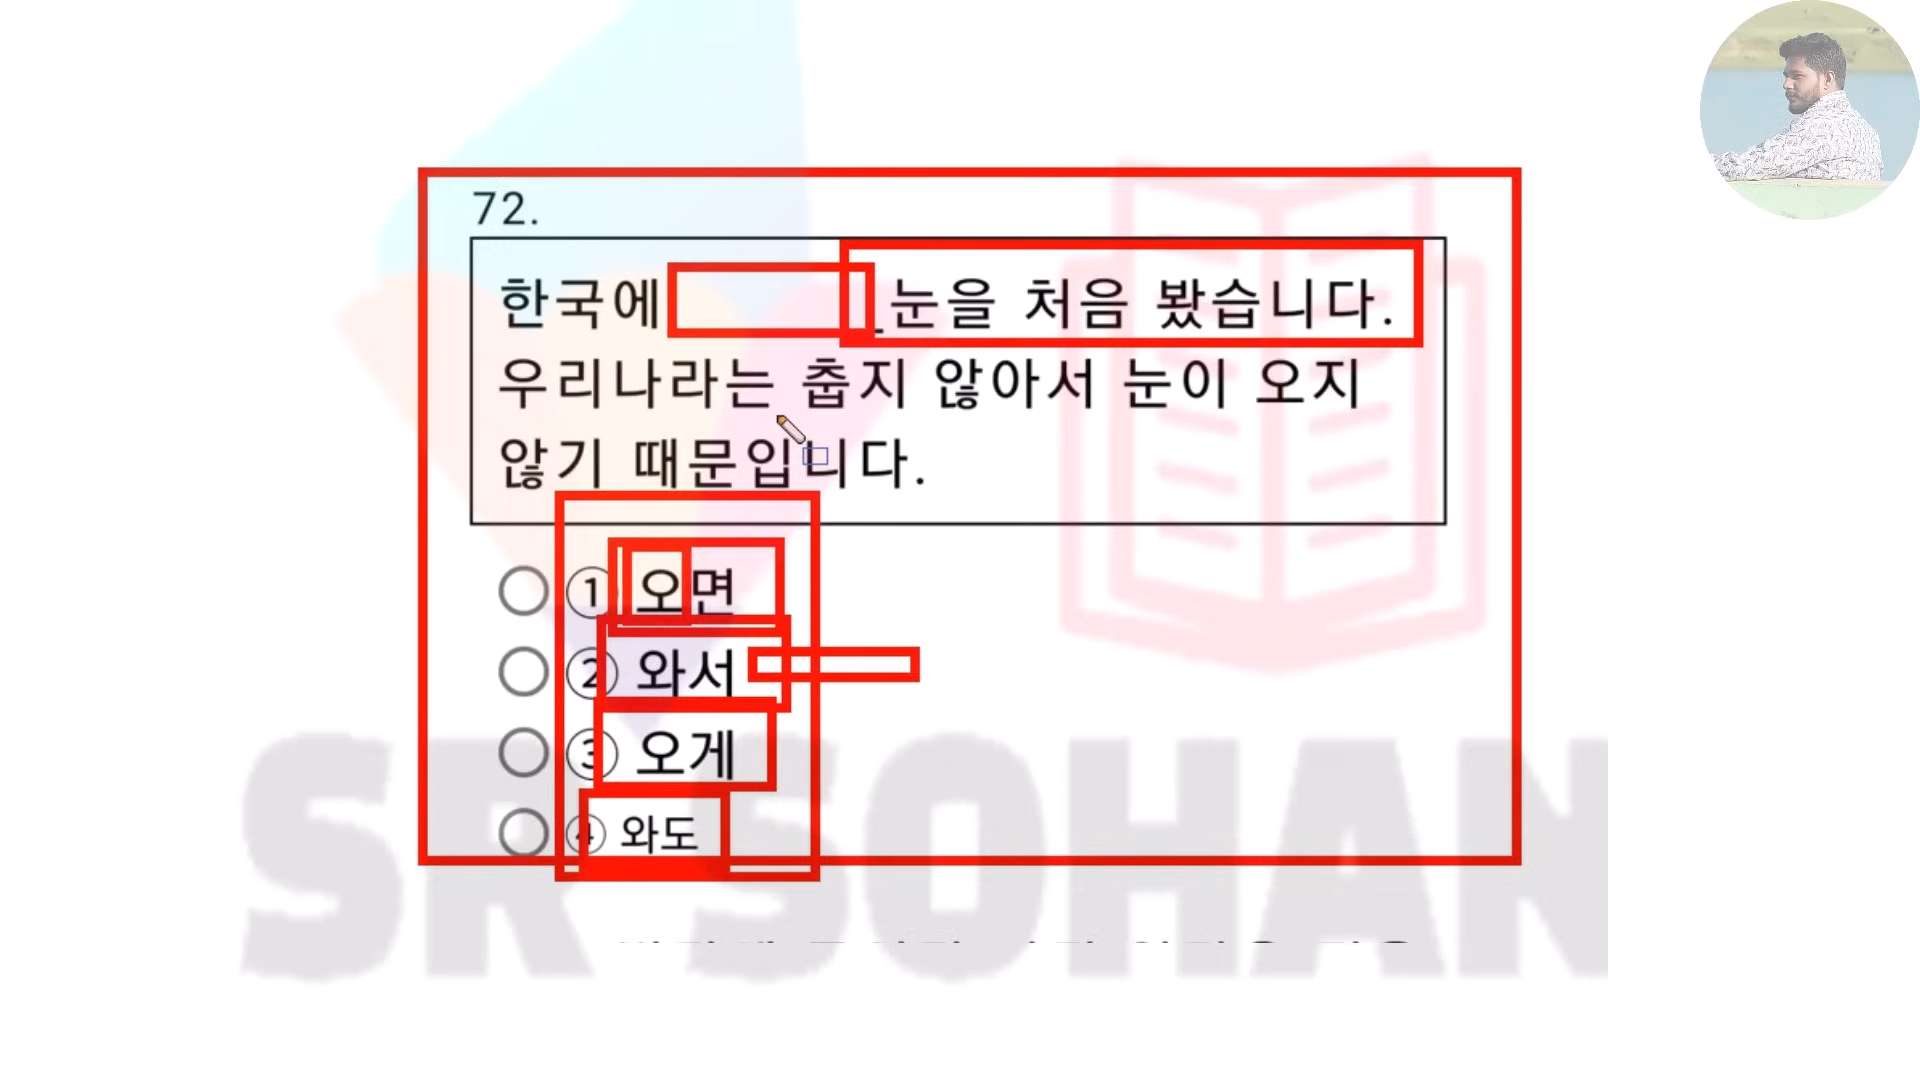 72.
한국에 _눈을 처음 봤습니다.
우리나라는 춥지 않아서 눈이 오지
않기 때문입니다.
① 오면
② 와서
③ 오게
④ 와도
SR SOHAN